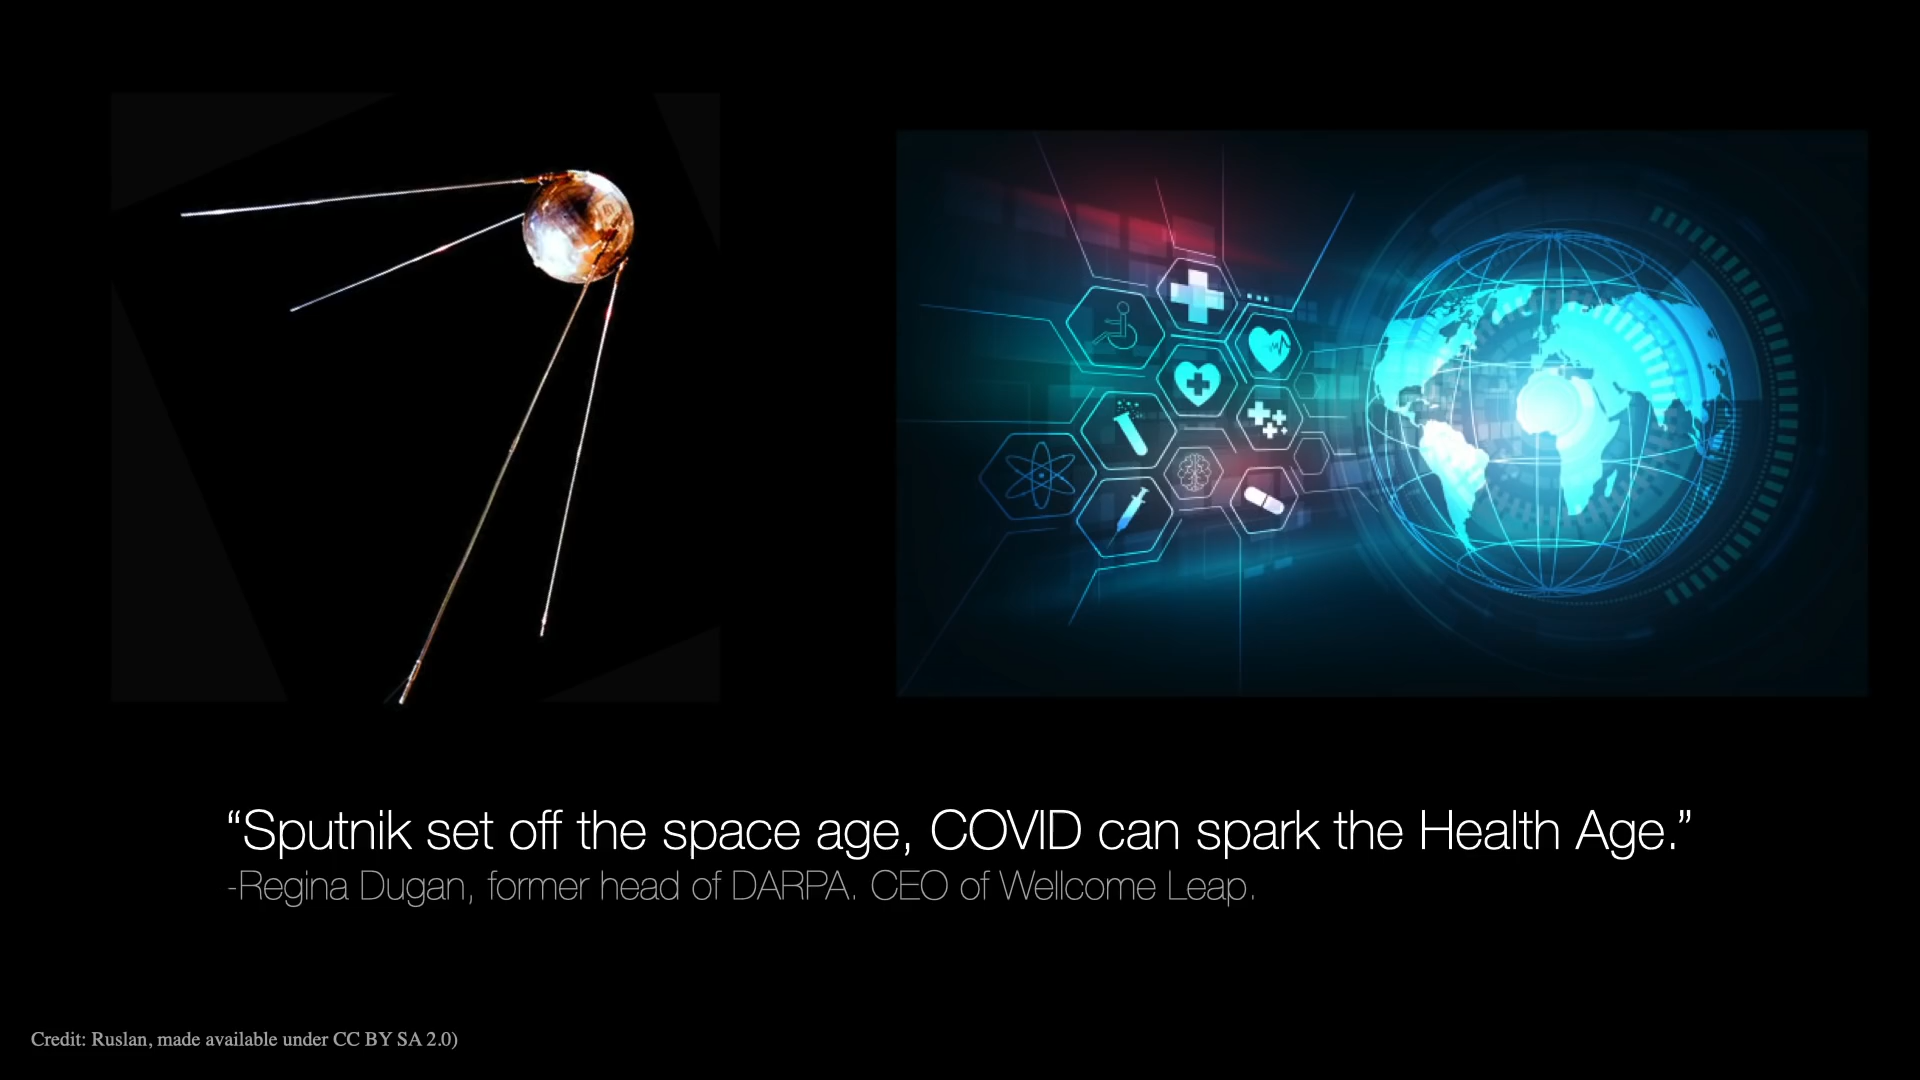 “Sputnik set off the space age, COVID can spark the Health Age.”
-Regina Dugan, former head of DARPA. CEO of Wellcome Leap.
Credit: Ruslan, made available under CC BY SA 2.0)